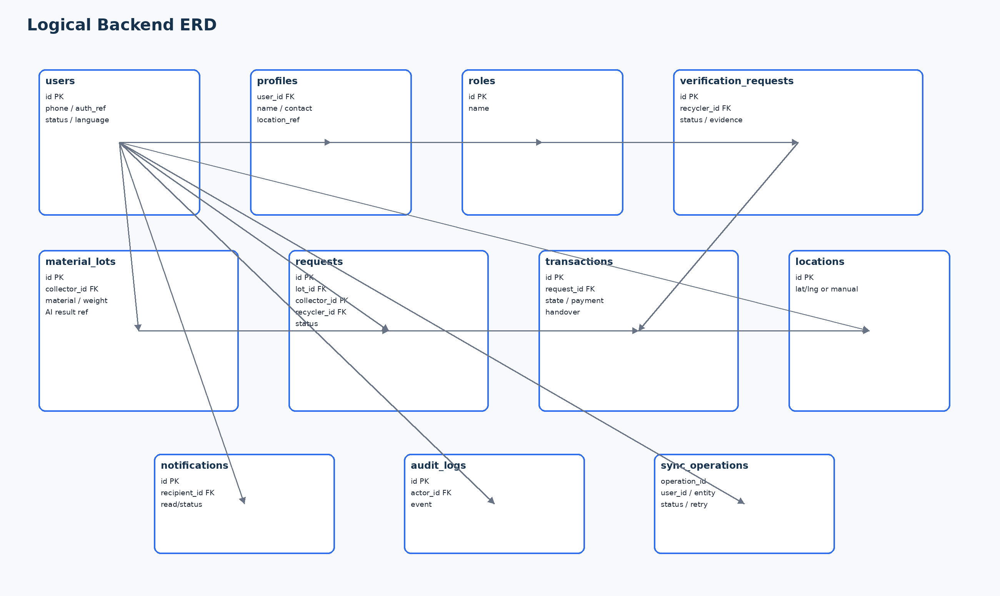 Logical Backend ERD
users
id PK
phone / auth_ref
status / language
profiles
user_id FK
name / contact
location_ref
roles
id PK
name
verification_requests
id PK
recycler_id FK
status / evidence
material_lots
id PK
collector_id FK
material / weight
AI result ref
requests
id PK
lot_id FK
collector_id FK
recycler_id FK
status
transactions
id PK
request_id FK
state / payment
handover
locations
id PK
lat/lng or manual
notifications
id PK
recipient_id FK
read/status
audit_logs
id PK
actor_id FK
event
sync_operations
operation_id
user_id / entity
status / retry